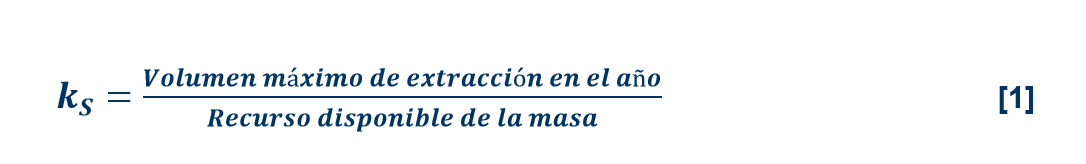 k_S = Volumen máximo de extracción en el año / Recurso disponible de la masa [1]